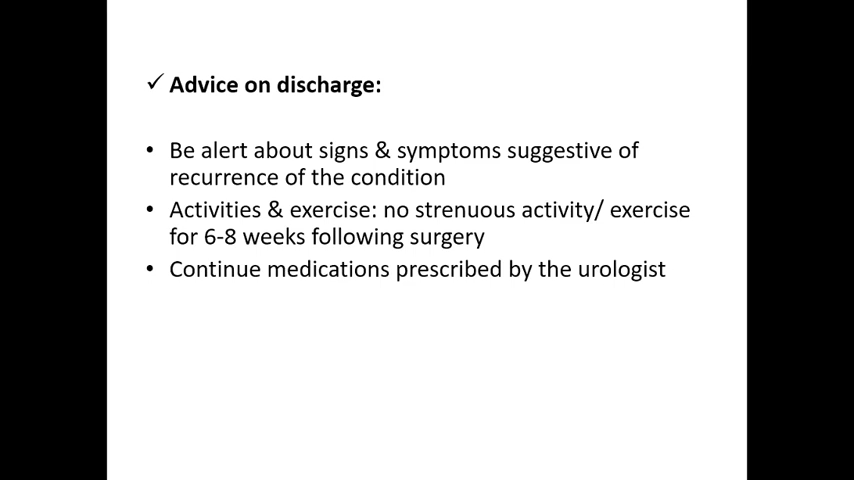 ✓ Advice on discharge:
• Be alert about signs & symptoms suggestive of
recurrence of the condition
• Activities & exercise: no strenuous activity/ exercise
for 6-8 weeks following surgery
• Continue medications prescribed by the urologist